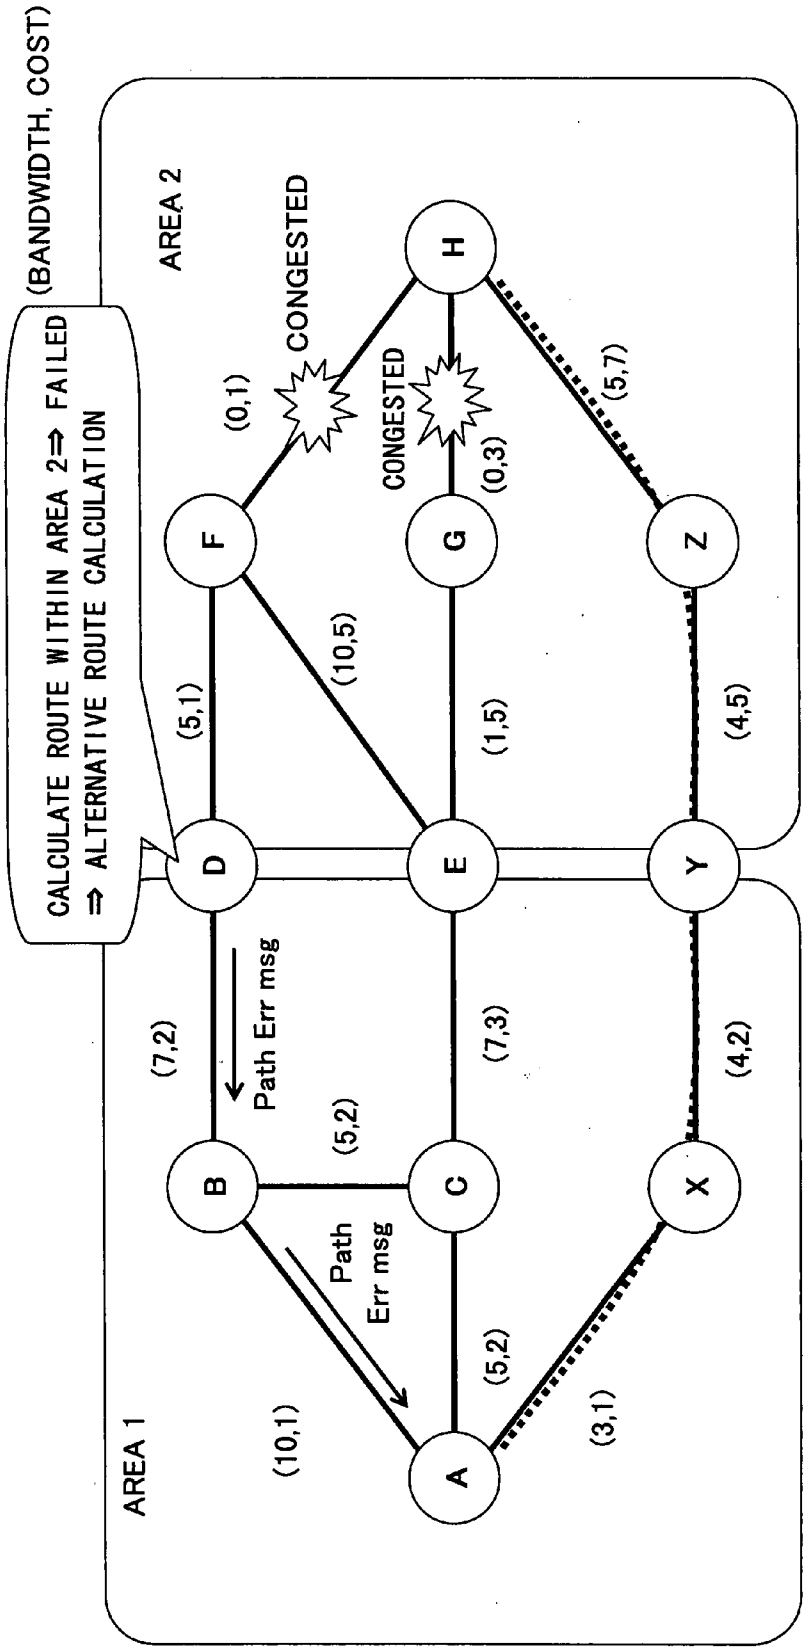 (BANDWIDTH, COST)
CALCULATE ROUTE WITHIN AREA 2⇒ FAILED
⇒ ALTERNATIVE ROUTE CALCULATION
AREA 1
AREA 2
(10,1)
B
(7,2)
D
(5,1)
F
(0,1)
CONGESTED
Path Err msg
Path
Err msg
(5,2)
(10,5)
CONGESTED
A
(5,2)
C
(7,3)
E
(1,5)
G
(0,3)
H
(3,1)
X
(4,2)
Y
(4,5)
Z
(5,7)